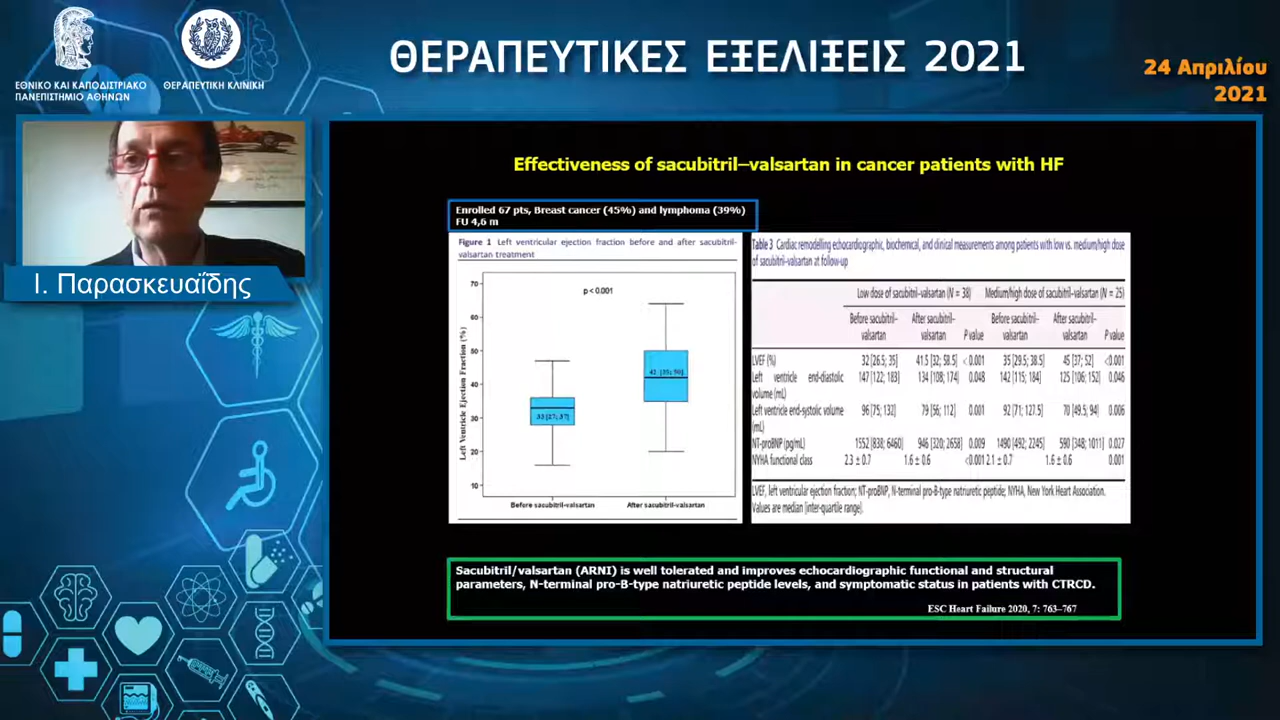 ΕΘΝΙΚΟ ΚΑΙ ΚΑΠΟΔΙΣΤΡΙΑΚΟ
ΠΑΝΕΠΙΣΤΗΜΙΟ ΑΘΗΝΩΝ
ΘΕΡΑΠΕΥΤΙΚΗ ΚΛΙΝΙΚΗ
ΘΕΡΑΠΕΥΤΙΚΕΣ ΕΞΕΛΙΞΕΙΣ 2021
24 Απριλίου
2021
Ι. Παρασκευαΐδης
Effectiveness of sacubitril–valsartan in cancer patients with HF
Enrolled 67 pts, Breast cancer (45%) and lymphoma (39%)
FU 4,6 m
Figure 1 Left ventricular ejection fraction before and after sacubitril-
valsartan treatment
p < 0.001
Left Ventricle Ejection Fraction (%)
70
60
50
40
30
20
10
33 [27; 37]
Before sacubitril-valsartan
After sacubitril-valsartan
Table 3 Cardiac remodelling echocardiographic, biochemical, and clinical measurements among patients with low vs. medium/high dose
of sacubitril–valsartan at follow-up
Low dose of sacubitril–valsartan (N = 38) Medium/high dose of sacubitril–valsartan (N = 25)
Before sacubitril– After sacubitril– Before sacubitril– After sacubitril–
valsartan valsartan P value valsartan valsartan P value
LVEF (%) 32 [26.5; 35] 41.5 [32; 58.5] < 0.001 35 [29.5; 38.5] 45 [37; 52] <0.001
Left ventricle end-diastolic 147 [122; 183] 134 [108; 174] 0.048 142 [115; 184] 125 [106; 152] 0.046
volume (mL)
Left ventricle end-systolic volume 96 [75; 132] 79 [56; 112] 0.001 92 [71; 127.5] 70 [49.5; 94] 0.006
(mL)
NT-proBNP (pg/mL) 1552 [838; 6460] 946 [320; 2658] 0.009 1490 [492; 2245] 590 [348; 1011] 0.027
NYHA functional class 2.3 ± 0.7 1.6 ± 0.6 <0.001 2.1 ± 0.7 1.6 ± 0.6 0.001
LVEF, left ventricular ejection fraction; NT-proBNP, N-terminal pro-B-type natriuretic peptide; NYHA, New York Heart Association.
Values are median [inter-quartile range].
Sacubitril/valsartan (ARNI) is well tolerated and improves echocardiographic functional and structural
parameters, N-terminal pro-B-type natriuretic peptide levels, and symptomatic status in patients with CTRCD.
ESC Heart Failure 2020, 7: 763–767